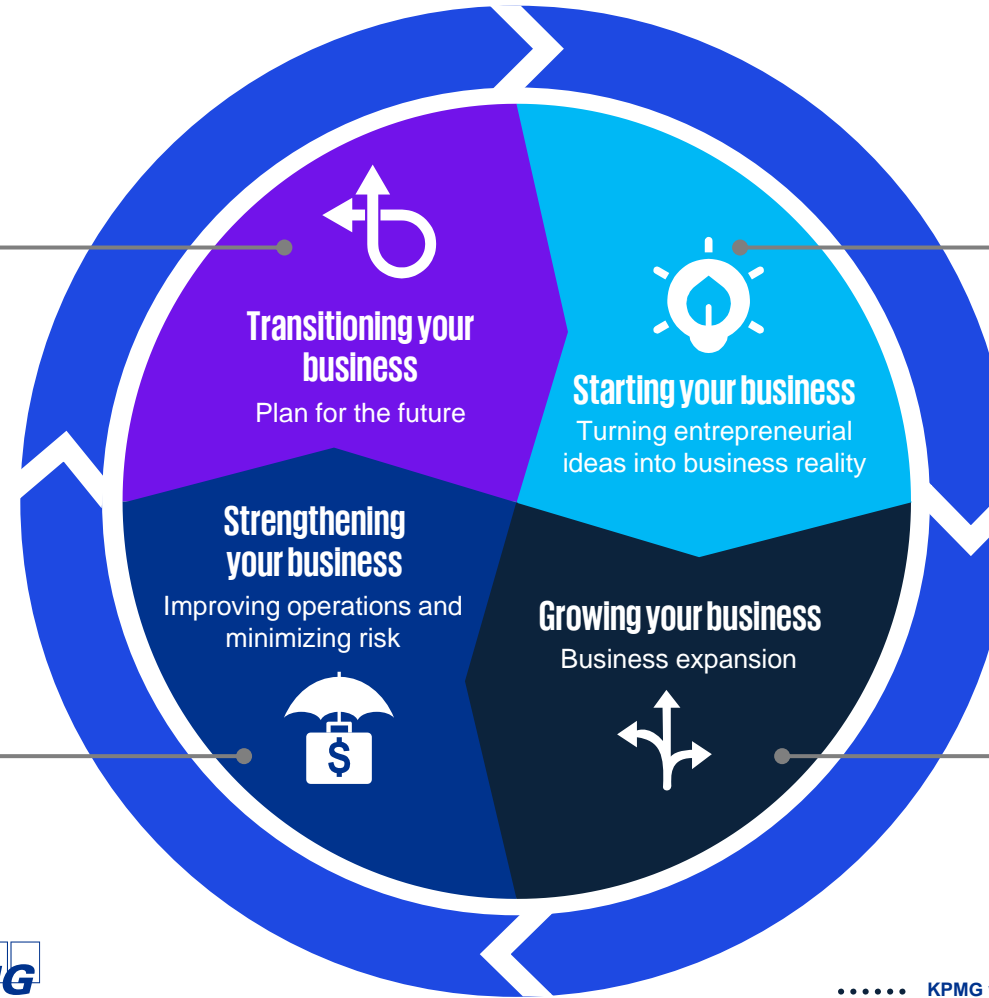 Transitioning your
business
Plan for the future
Starting your business
Turning entrepreneurial
ideas into business reality
Strengthening
your business
Improving operations and
minimizing risk
$
Growing your business
Business expansion
G
KPMG